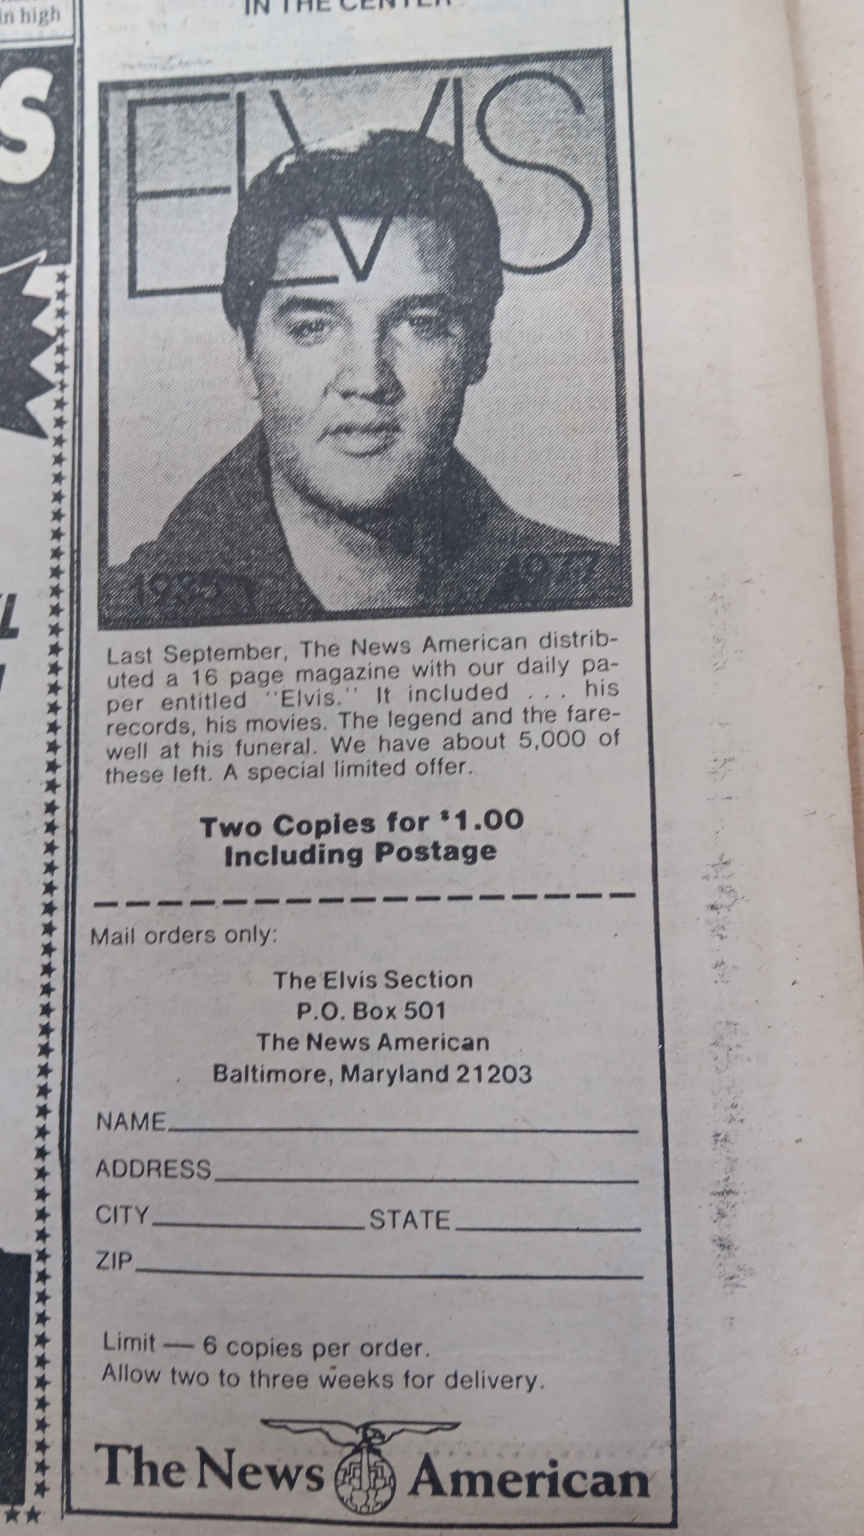 in high
IN THE CENTER
S
ELVIS
1935
1977
Last September, The News American distrib-
uted a 16 page magazine with our daily pa-
per entitled "Elvis." It included . . . his
records, his movies. The legend and the fare-
well at his funeral. We have about 5,000 of
these left. A special limited offer.
Two Copies for $1.00
Including Postage
Mail orders only:
The Elvis Section
P.O. Box 501
The News American
Baltimore, Maryland 21203
NAME
ADDRESS
CITY STATE
ZIP
Limit — 6 copies per order.
Allow two to three weeks for delivery.
The News American